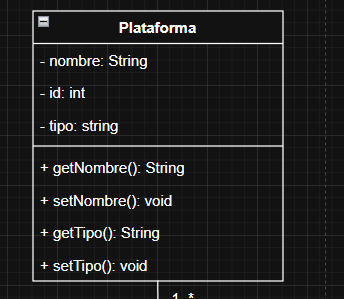 Plataforma
- nombre: String
- id: int
- tipo: string
+ getNombre(): String
+ setNombre(): void
+ getTipo(): String
+ setTipo(): void
1..*